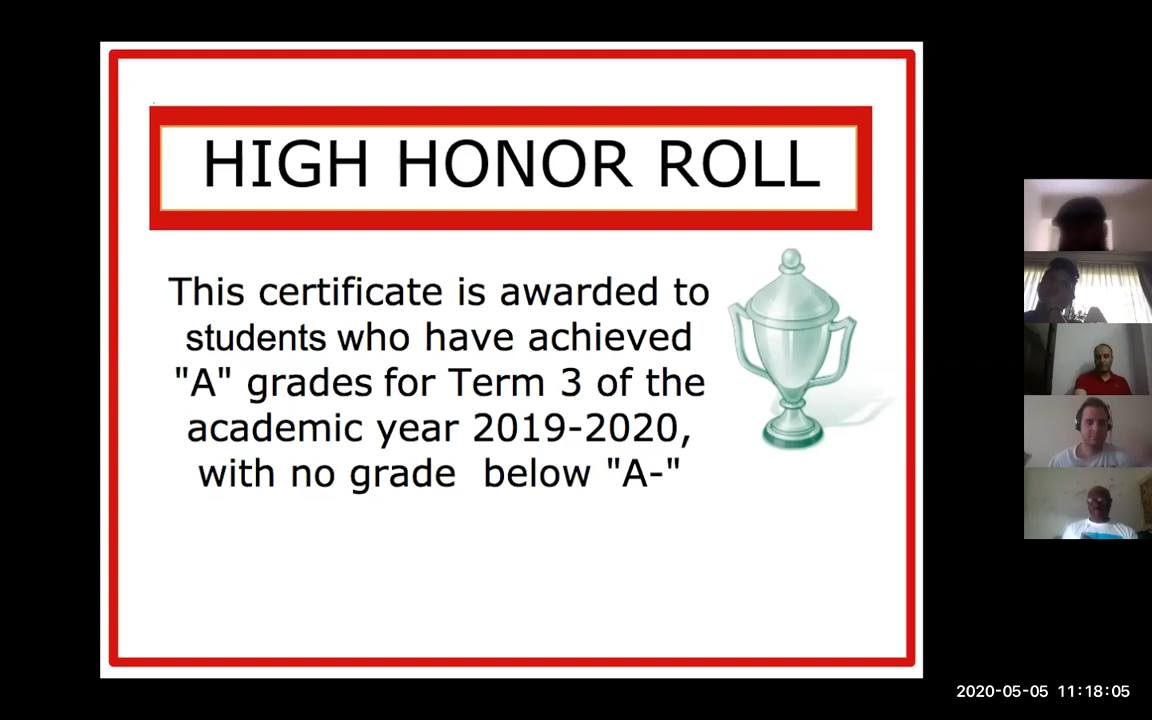 HIGH HONOR ROLL
This certificate is awarded to
students who have achieved
"A" grades for Term 3 of the
academic year 2019-2020,
with no grade  below "A-"
2020-05-05 11:18:05